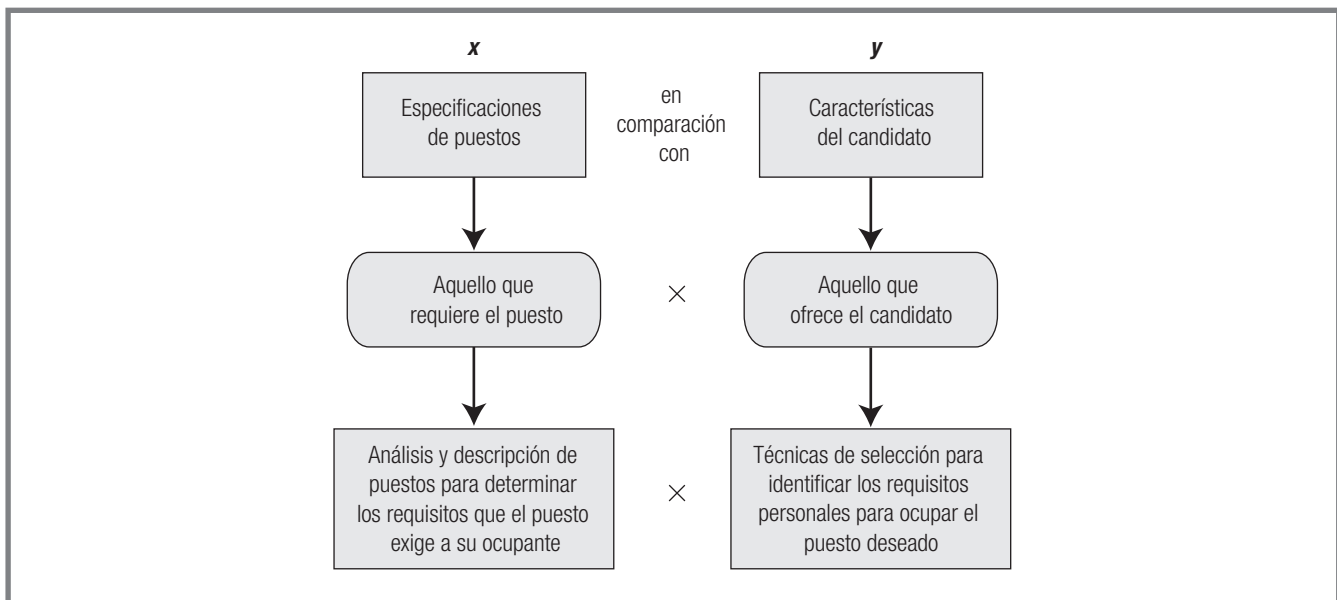 x
y
Especificaciones
de puestos
en
comparación
con
Características
del candidato
Aquello que
requiere el puesto
×
Aquello que
ofrece el candidato
Análisis y descripción de
puestos para determinar
los requisitos que el puesto
exige a su ocupante
×
Técnicas de selección para
identificar los requisitos
personales para ocupar el
puesto deseado